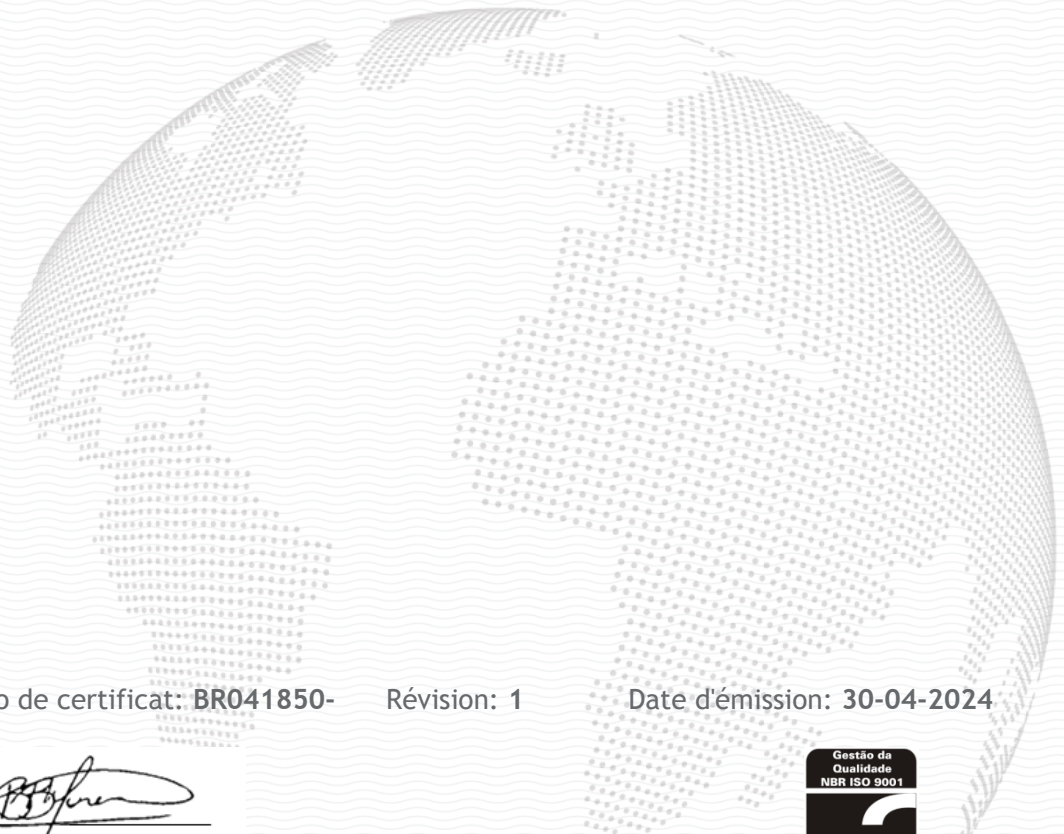 de certificat: BR041850- Révision: 1 Date d'émission: 30-04-2024
Gestão da
Qualidade
NBR ISO 9001